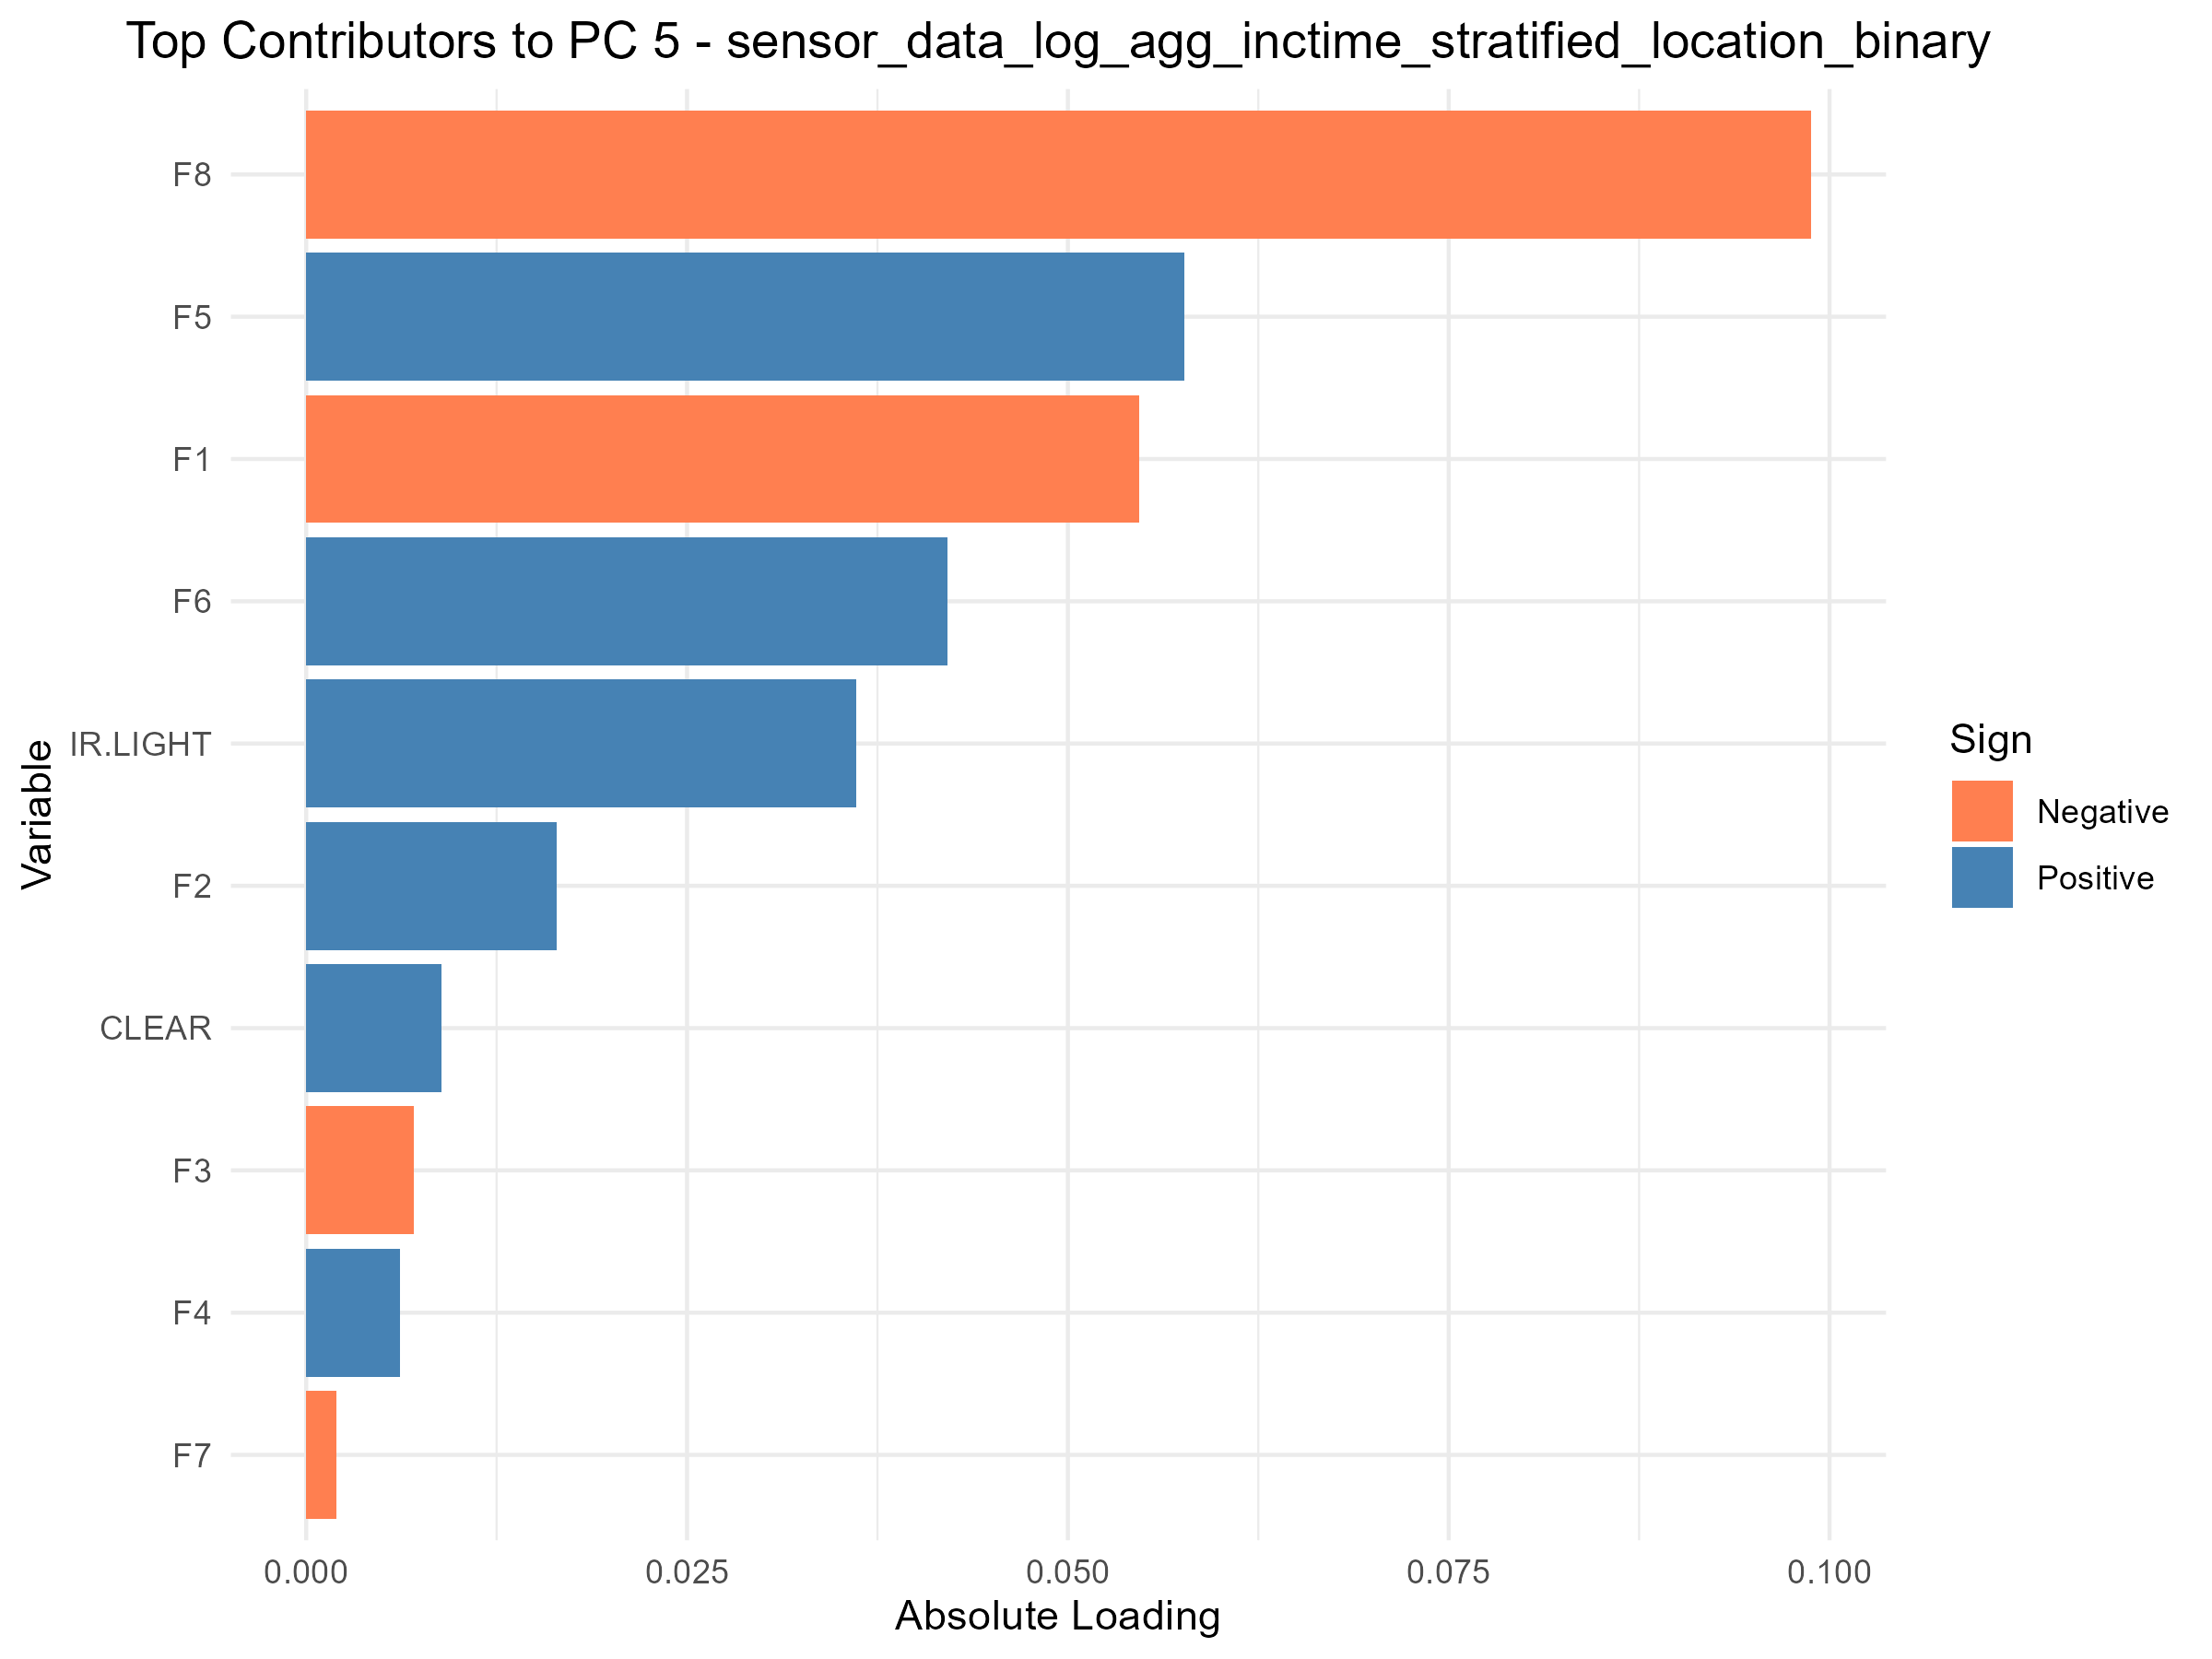 Top Contributors to PC 5 - sensor_data_log_agg_inctime_stratified_location_binary
F8
F5
F1
F6
IR.LIGHT
F2
CLEAR
F3
F4
F7
Variable
0.000 0.025 0.050 0.075 0.100
Absolute Loading
Sign
Negative
Positive